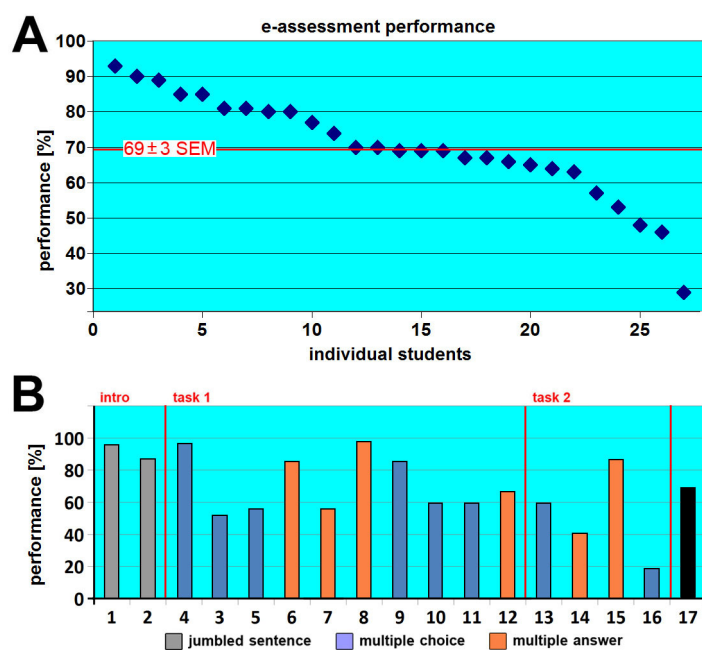 A
e-assessment performance
performance [%]
100
90
80
70
60
50
40
30
69±3 SEM
0 5 10 15 20 25
individual students
B
intro task 1 task 2
performance [%]
100
80
60
40
20
0
1 2 4 3 5 6 7 8 9 10 11 12 13 14 15 16 17
jumbled sentence multiple choice multiple answer